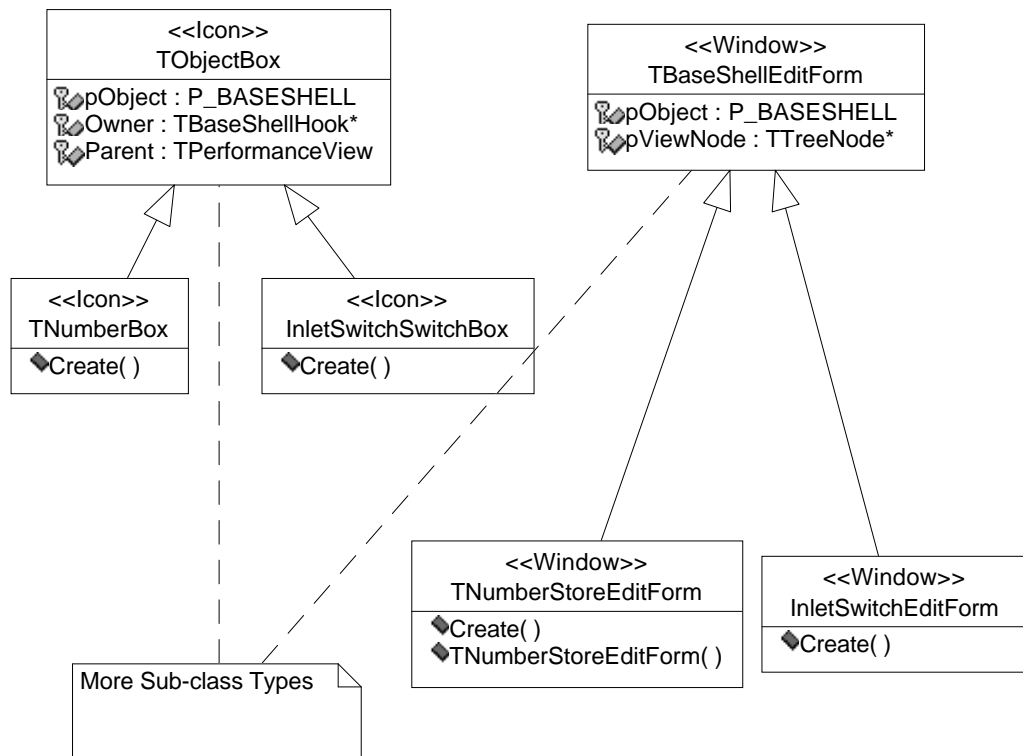 <<Icon>>
TObjectBox
pObject : P_BASESHELL
Owner : TBaseShellHook*
Parent : TPerformanceView
<<Window>>
TBaseShellEditForm
pObject : P_BASESHELL
pViewNode : TTreeNode*
<<Icon>>
TNumberBox
Create( )
<<Icon>>
InletSwitchSwitchBox
Create( )
<<Window>>
TNumberStoreEditForm
Create( )
TNumberStoreEditForm( )
<<Window>>
InletSwitchEditForm
Create( )
More Sub-class Types